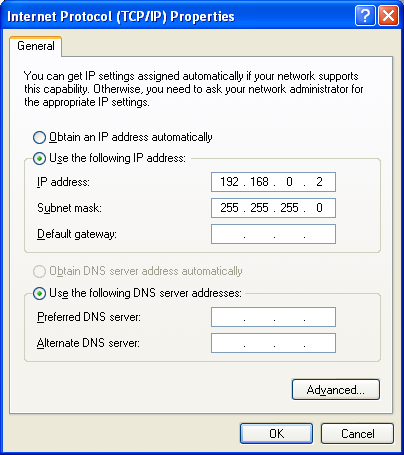 Internet Protocol (TCP/IP) Properties
General
You can get IP settings assigned automatically if your network supports
this capability. Otherwise, you need to ask your network administrator for
the appropriate IP settings.
Obtain an IP address automatically
Use the following IP address:
IP address: 192 . 168 . 0 . 2
Subnet mask: 255 . 255 . 255 . 0
Default gateway: . . .
Obtain DNS server address automatically
Use the following DNS server addresses:
Preferred DNS server: . . .
Alternate DNS server: . . .
Advanced...
OK Cancel